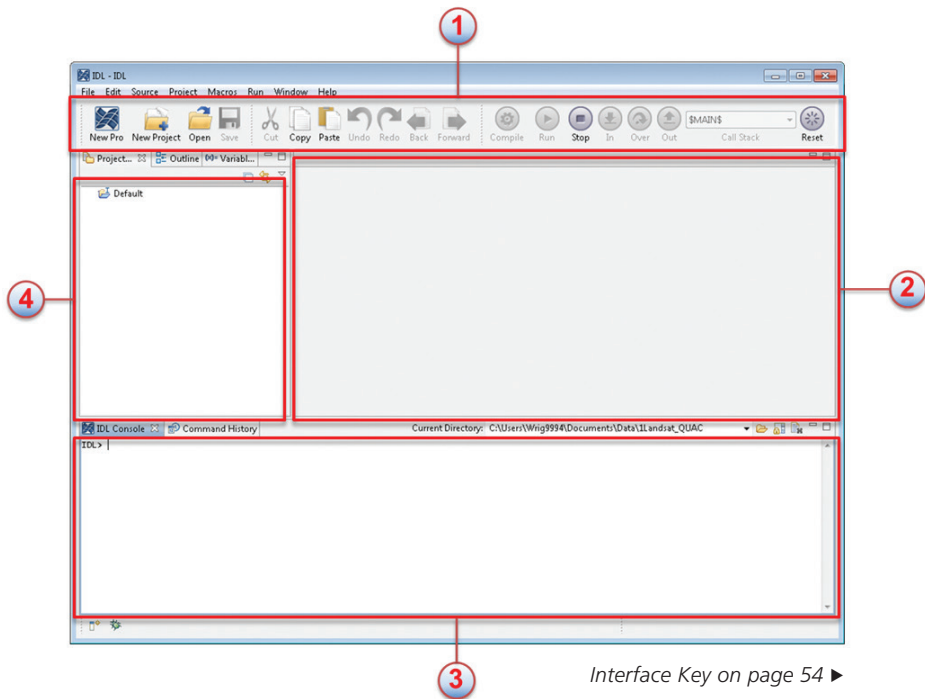 1
IDL - IDL
File Edit Source Project Macros Run Window Help
New Pro New Project Open Save Cut Copy Paste Undo Redo Back Forward Compile Run Stop In Over Out $MAIN$ Call Stack Reset
Project... Outline Variabl...
Default
4
2
IDL Console Command History Current Directory: C:\Users\Wrig9994\Documents\Data\1Landsat_QUAC
IDL>
3
Interface Key on page 54 ►